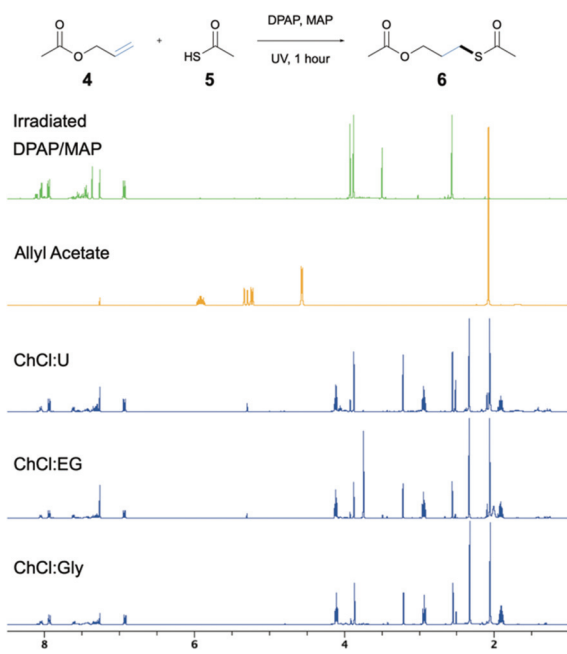 DPAP, MAP
UV, 1 hour
O
O
+
HS
O
O
O
S
O
4
5
6
Irradiated
DPAP/MAP
Allyl Acetate
ChCl:U
ChCl:EG
ChCl:Gly
8 6 4 2